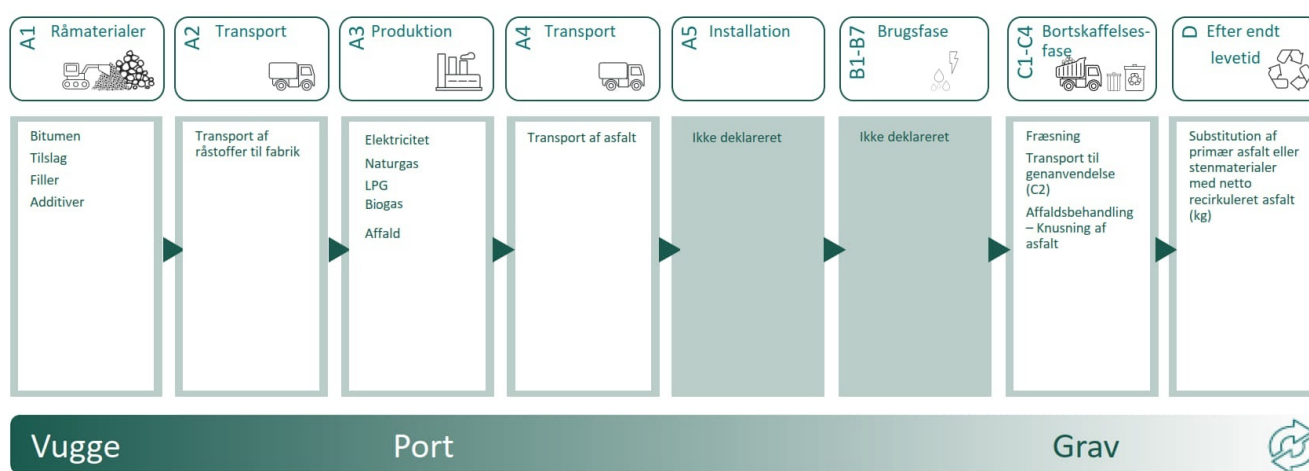 A1 Råmaterialer
A2 Transport
A3 Produktion
A4 Transport
A5 Installation
B1-B7 Brugsfase
C1-C4 Bortskaffelses-
fase
D Efter endt
levetid
Bitumen
Tilslag
Filler
Additiver
Transport af
råstoffer til fabrik
Elektricitet
Naturgas
LPG
Biogas
Affald
Transport af asfalt
Ikke deklareret
Ikke deklareret
Fræsning
Transport til
genanvendelse
(C2)
Affaldsbehandling
– Knusning af
asfalt
Substitution af
primær asfalt eller
stenmaterialer
med netto
recirkuleret asfalt
(kg)
Vugge
Port
Grav